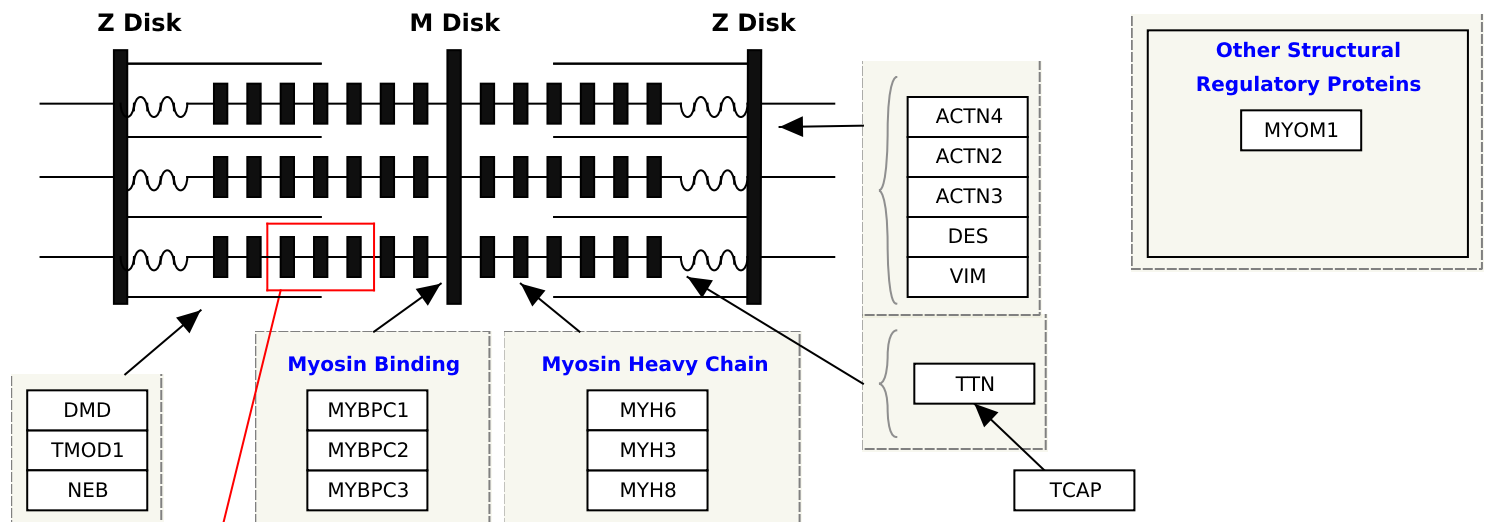 Z Disk
M Disk
Z Disk
Other Structural
Regulatory Proteins
MYOM1
ACTN4
ACTN2
ACTN3
DES
VIM
TTN
TCAP
DMD
TMOD1
NEB
Myosin Binding
MYBPC1
MYBPC2
MYBPC3
Myosin Heavy Chain
MYH6
MYH3
MYH8